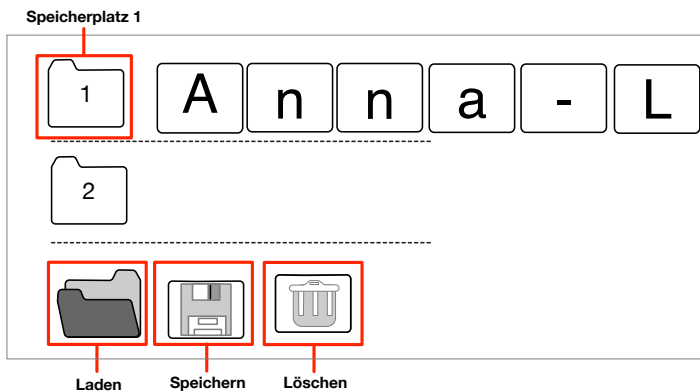 Speicherplatz 1
1 A n n a - L
2
Laden Speichern Löschen